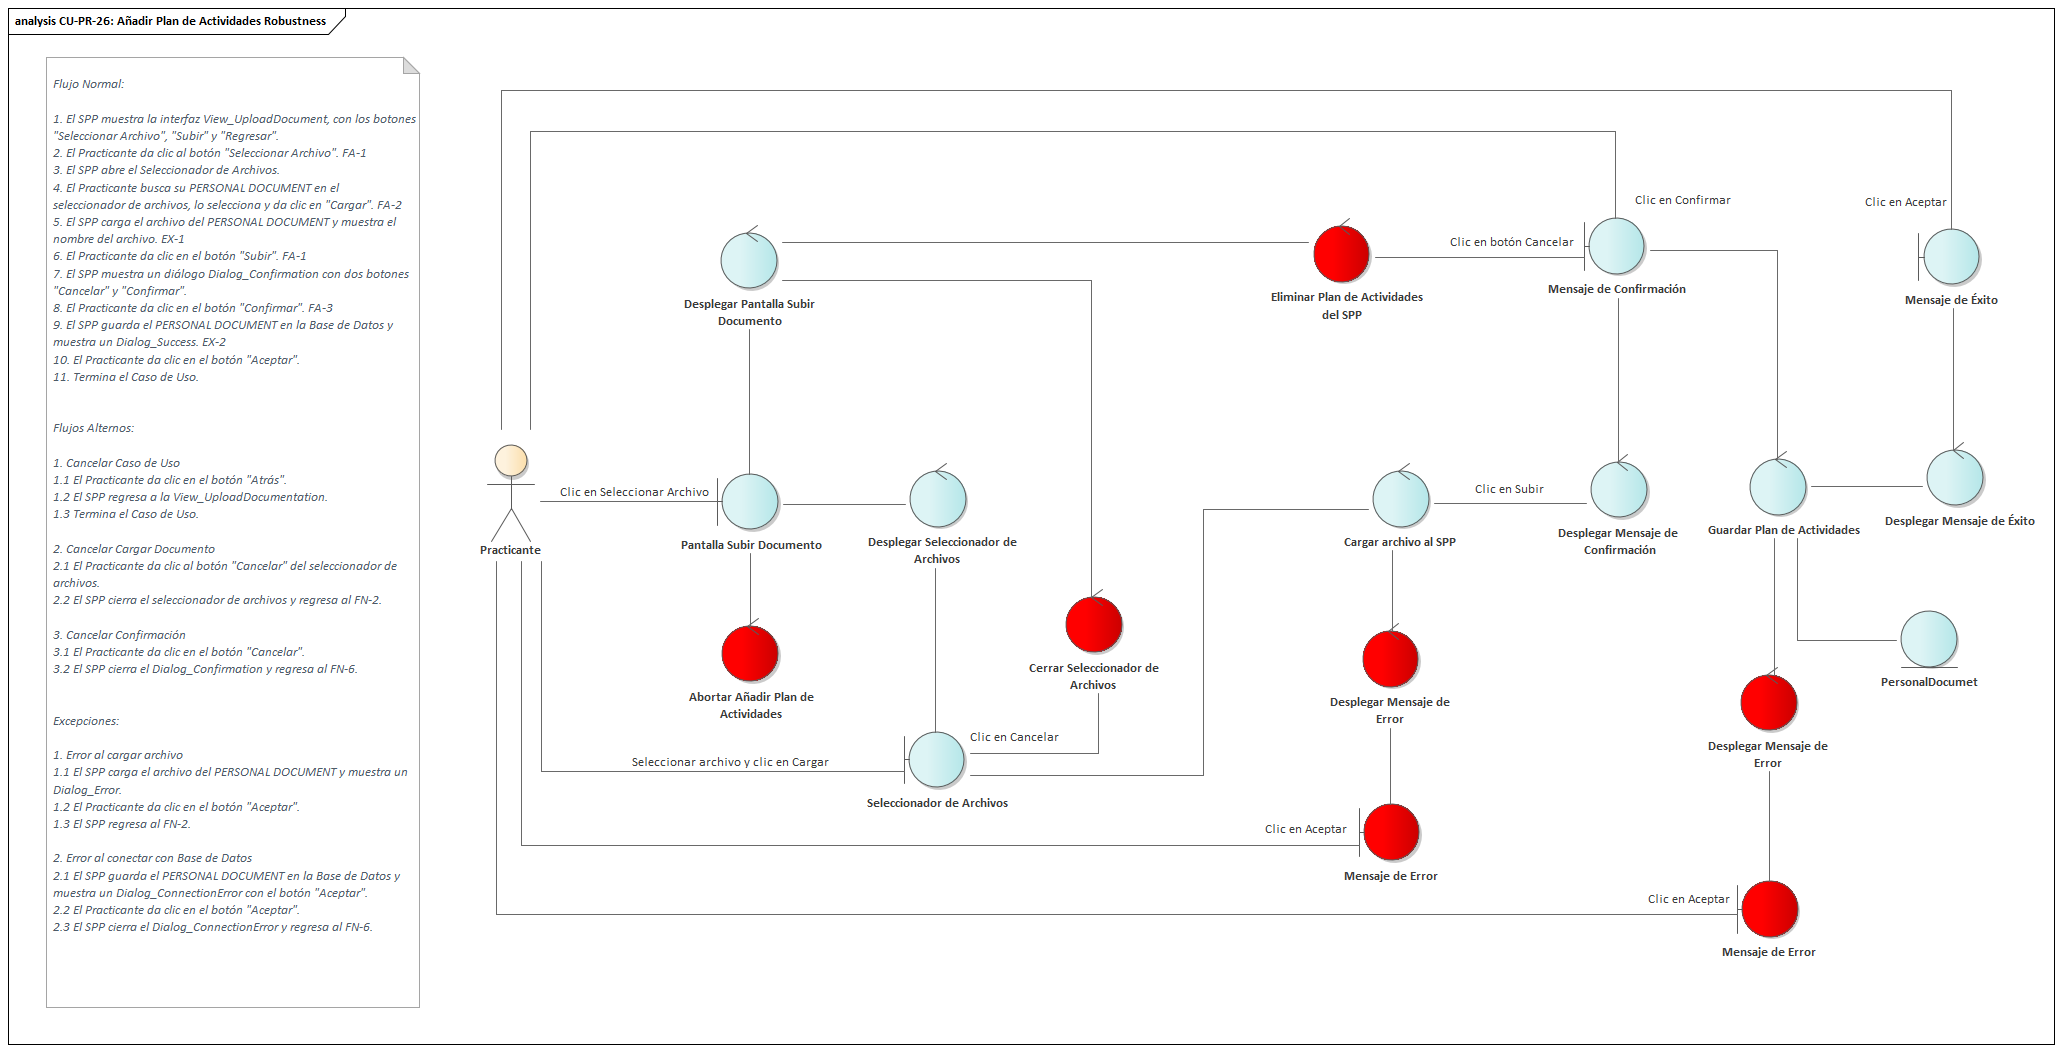 analysis CU-PR-26: Añadir Plan de Actividades Robustness
Flujo Normal:
1. El SPP muestra la interfaz View_UploadDocument, con los botones
"Seleccionar Archivo", "Subir" y "Regresar".
2. El Practicante da clic al botón "Seleccionar Archivo". FA-1
3. El SPP abre el Seleccionador de Archivos.
4. El Practicante busca su PERSONAL DOCUMENT en el
seleccionador de archivos, lo selecciona y da clic en "Cargar". FA-2
5. El SPP carga el archivo del PERSONAL DOCUMENT y muestra el
nombre del archivo. EX-1
6. El Practicante da clic en el botón "Subir". FA-1
7. El SPP muestra un diálogo Dialog_Confirmation con dos botones
"Cancelar" y "Confirmar".
8. El Practicante da clic en el botón "Confirmar". FA-3
9. El SPP guarda el PERSONAL DOCUMENT en la Base de Datos y
muestra un Dialog_Success. EX-2
10. El Practicante da clic en el botón "Aceptar".
11. Termina el Caso de Uso.
Flujos Alternos:
1. Cancelar Caso de Uso
1.1 El Practicante da clic en el botón "Atrás".
1.2 El SPP regresa a la View_UploadDocumentation.
1.3 Termina el Caso de Uso.
2. Cancelar Cargar Documento
2.1 El Practicante da clic al botón "Cancelar" del seleccionador de
archivos.
2.2 El SPP cierra el seleccionador de archivos y regresa al FN-2.
3. Cancelar Confirmación
3.1 El Practicante da clic en el botón "Cancelar".
3.2 El SPP cierra el Dialog_Confirmation y regresa al FN-6.
Excepciones:
1. Error al cargar archivo
1.1 El SPP carga el archivo del PERSONAL DOCUMENT y muestra un
Dialog_Error.
1.2 El Practicante da clic en el botón "Aceptar".
1.3 El SPP regresa al FN-2.
2. Error al conectar con Base de Datos
2.1 El SPP guarda el PERSONAL DOCUMENT en la Base de Datos y
muestra un Dialog_ConnectionError con el botón "Aceptar".
2.2 El Practicante da clic en el botón "Aceptar".
2.3 El SPP cierra el Dialog_ConnectionError y regresa al FN-6.
Clic en Confirmar
Clic en Aceptar
Clic en botón Cancelar
Desplegar Pantalla Subir
Documento
Eliminar Plan de Actividades
del SPP
Mensaje de Confirmación
Mensaje de Éxito
Practicante
Clic en Seleccionar Archivo
Pantalla Subir Documento
Desplegar Seleccionador de
Archivos
Cargar archivo al SPP
Clic en Subir
Desplegar Mensaje de
Confirmación
Guardar Plan de Actividades
Desplegar Mensaje de Éxito
Abortar Añadir Plan de
Actividades
Cerrar Seleccionador de
Archivos
Desplegar Mensaje de
Error
PersonalDocumet
Desplegar Mensaje de
Error
Clic en Cancelar
Seleccionar archivo y clic en Cargar
Seleccionador de Archivos
Clic en Aceptar
Mensaje de Error
Clic en Aceptar
Mensaje de Error